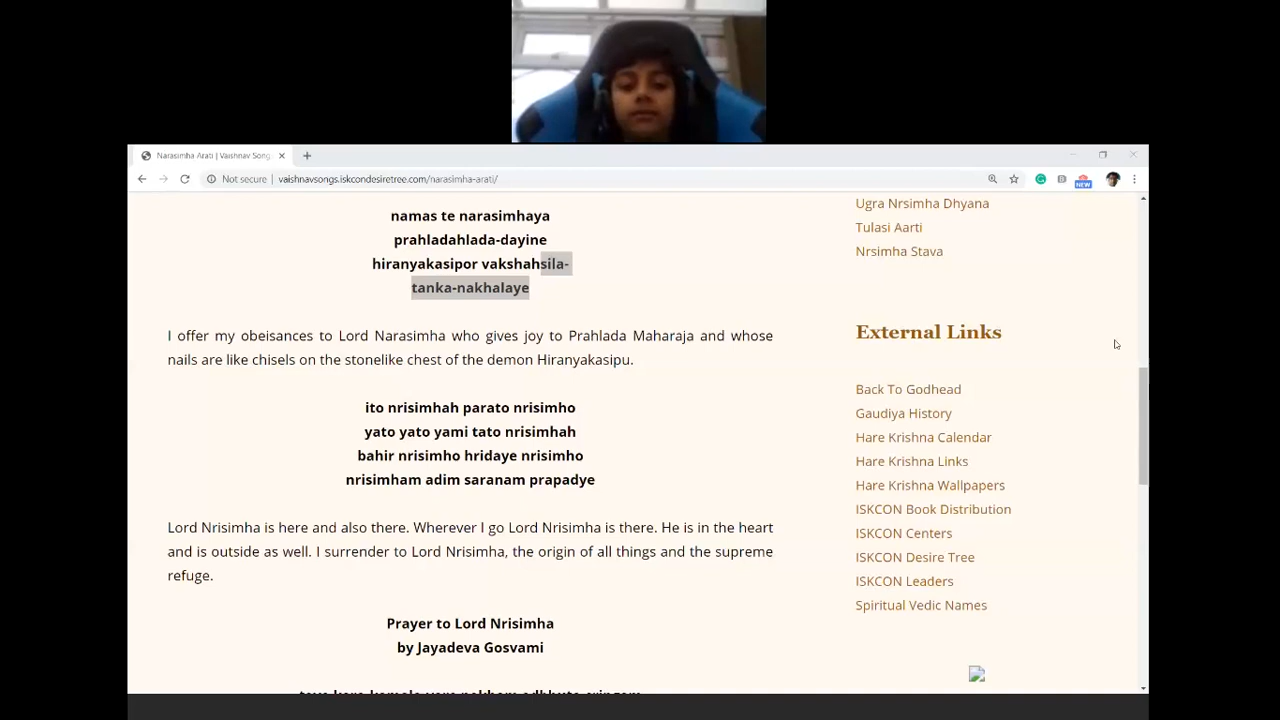 Narasimha Arati | Vaishnav Song
Not secure | vaishnavsongs.iskcondesiretree.com/narasimha-arati/
NEW
namas te narasimhaya
prahladahlada-dayine
hiranyakasipor vakshahsila-
tanka-nakhalaye
I offer my obeisances to Lord Narasimha who gives joy to Prahlada Maharaja and whose
nails are like chisels on the stonelike chest of the demon Hiranyakasipu.
ito nrisimhah parato nrisimho
yato yato yami tato nrisimhah
bahir nrisimho hridaye nrisimho
nrisimham adim saranam prapadye
Lord Nrisimha is here and also there. Wherever I go Lord Nrisimha is there. He is in the heart
and is outside as well. I surrender to Lord Nrisimha, the origin of all things and the supreme
refuge.
Prayer to Lord Nrisimha
by Jayadeva Gosvami
Ugra Nrsimha Dhyana
Tulasi Aarti
Nrsimha Stava
External Links
Back To Godhead
Gaudiya History
Hare Krishna Calendar
Hare Krishna Links
Hare Krishna Wallpapers
ISKCON Book Distribution
ISKCON Centers
ISKCON Desire Tree
ISKCON Leaders
Spiritual Vedic Names